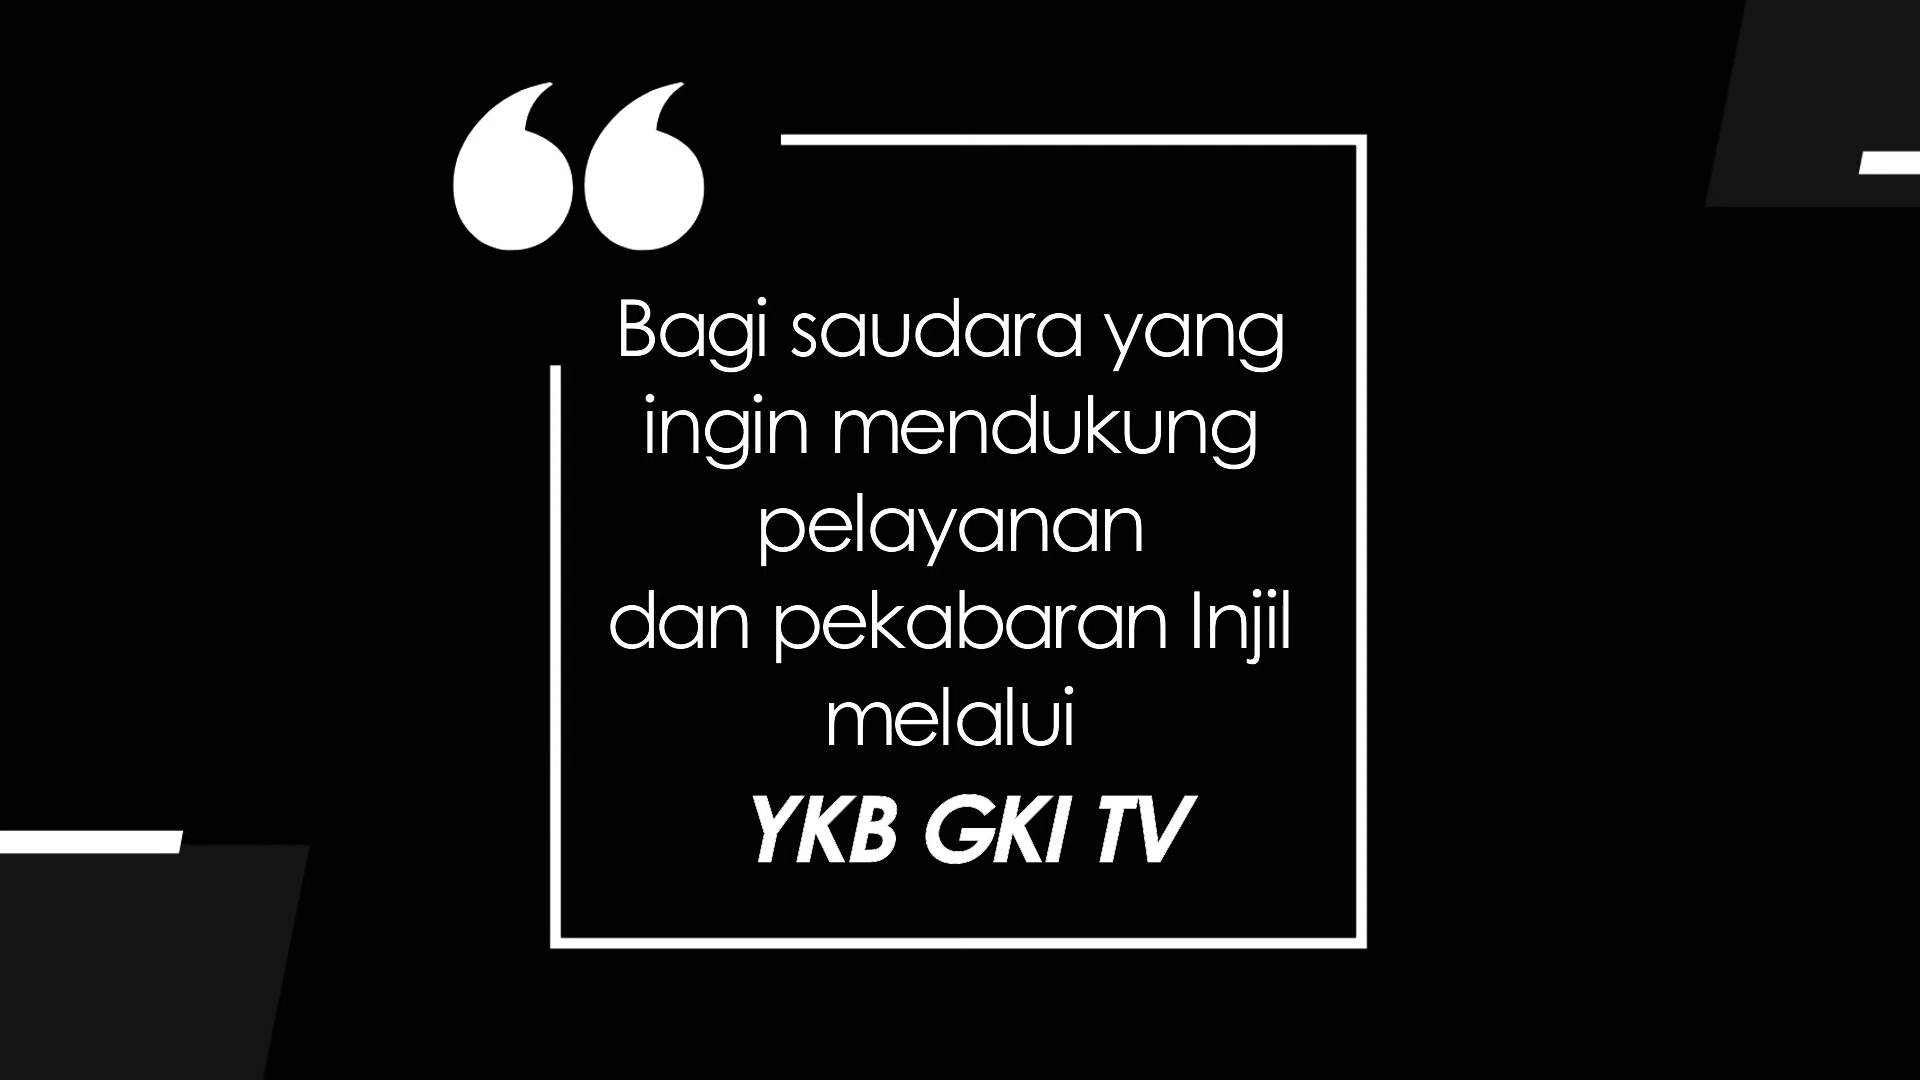 Bagi saudara yang
ingin mendukung
pelayanan
dan pekabaran Injil
melalui
YKB GKI TV